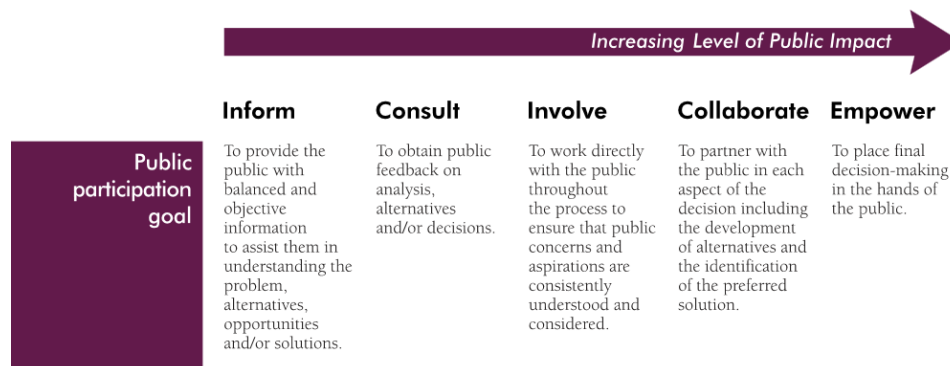 Increasing Level of Public Impact
Inform
Consult
Involve
Collaborate
Empower
Public
participation
goal
To provide the
public with
balanced and
objective
information
to assist them in
understanding the
problem,
alternatives,
opportunities
and/or solutions.
To obtain public
feedback on
analysis,
alternatives
and/or decisions.
To work directly
with the public
throughout
the process to
ensure that public
concerns and
aspirations are
consistently
understood and
considered.
To partner with
the public in each
aspect of the
decision including
the development
of alternatives and
the identification
of the preferred
solution.
To place final
decision-making
in the hands of
the public.